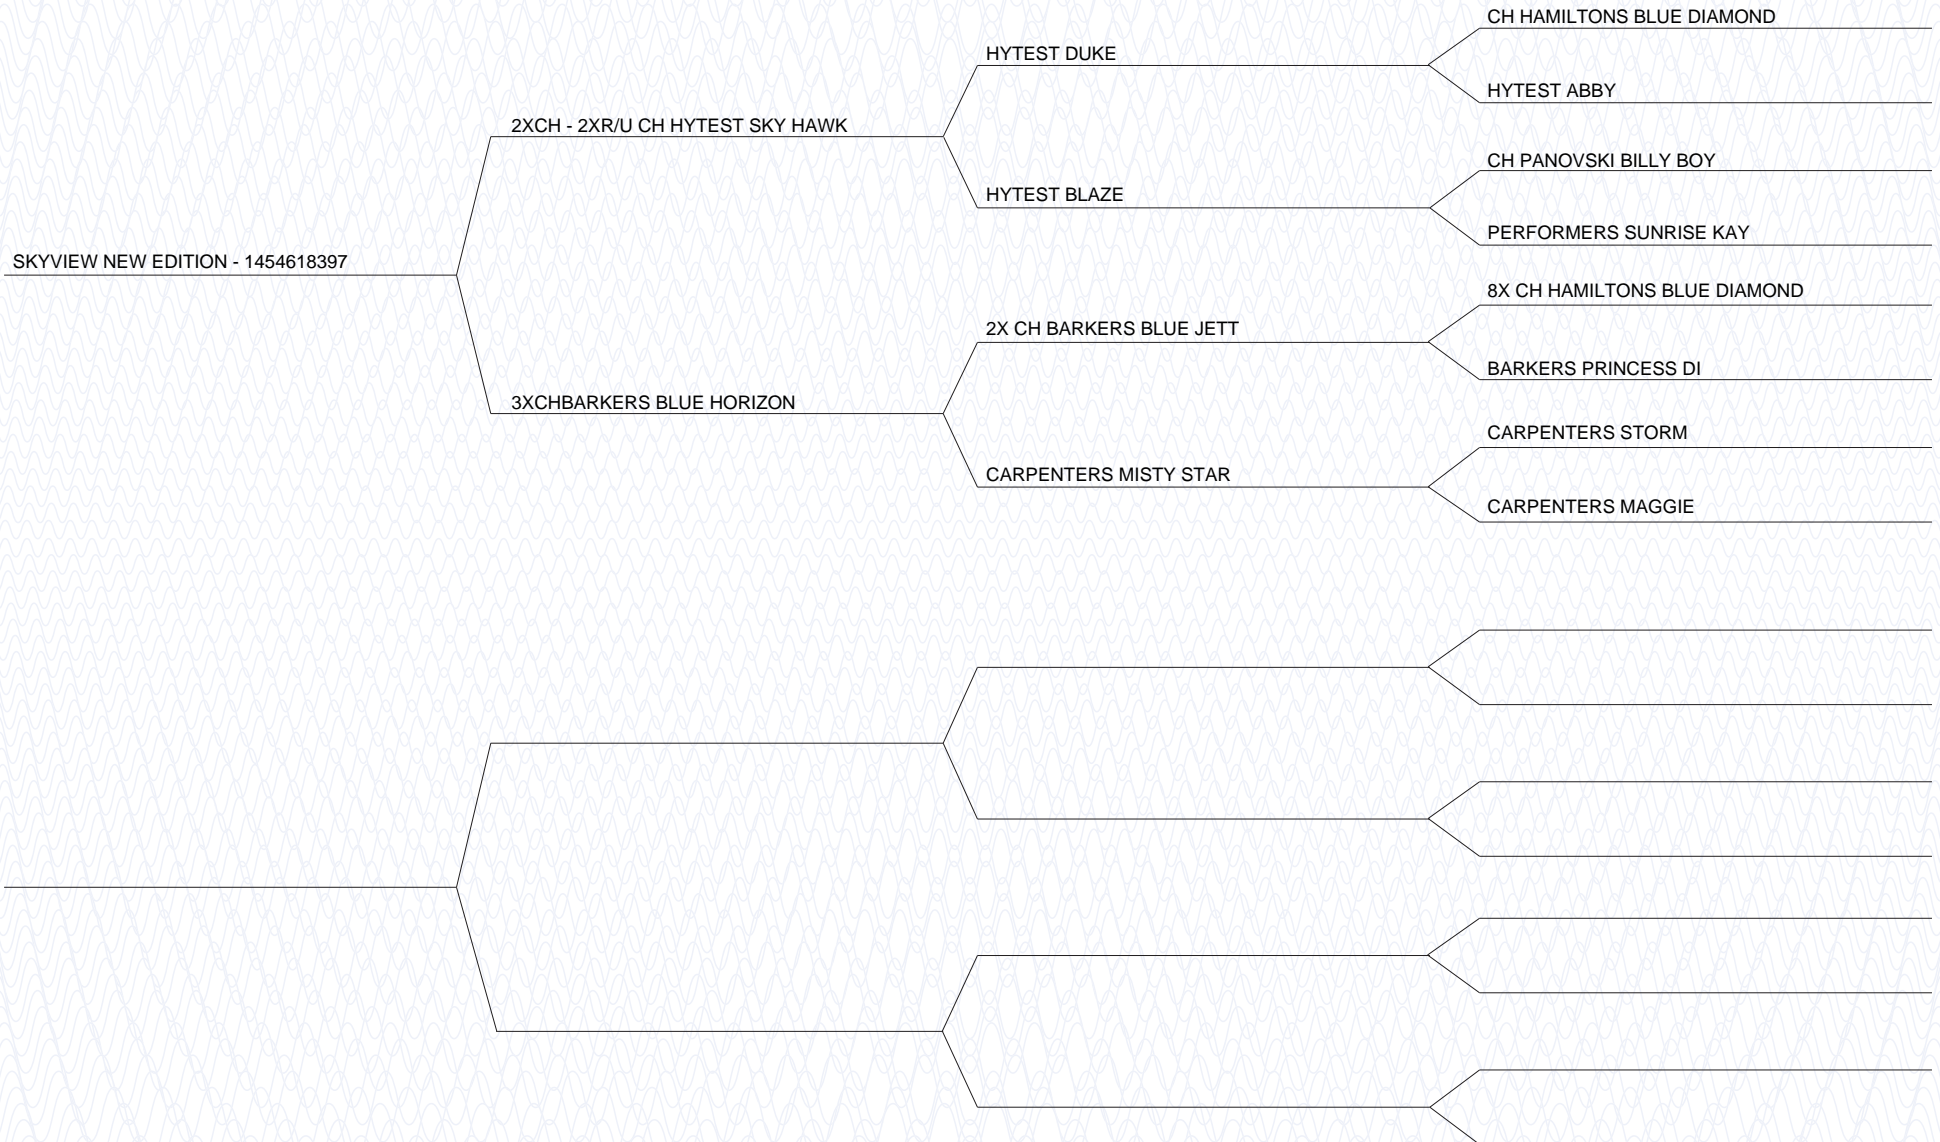 CH HAMILTONS BLUE DIAMOND
HYTEST DUKE
HYTEST ABBY
2XCH - 2XR/U CH HYTEST SKY HAWK
CH PANOVSKI BILLY BOY
HYTEST BLAZE
PERFORMERS SUNRISE KAY
SKYVIEW NEW EDITION - 1454618397
8X CH HAMILTONS BLUE DIAMOND
2X CH BARKERS BLUE JETT
BARKERS PRINCESS DI
3XCHBARKERS BLUE HORIZON
CARPENTERS STORM
CARPENTERS MISTY STAR
CARPENTERS MAGGIE